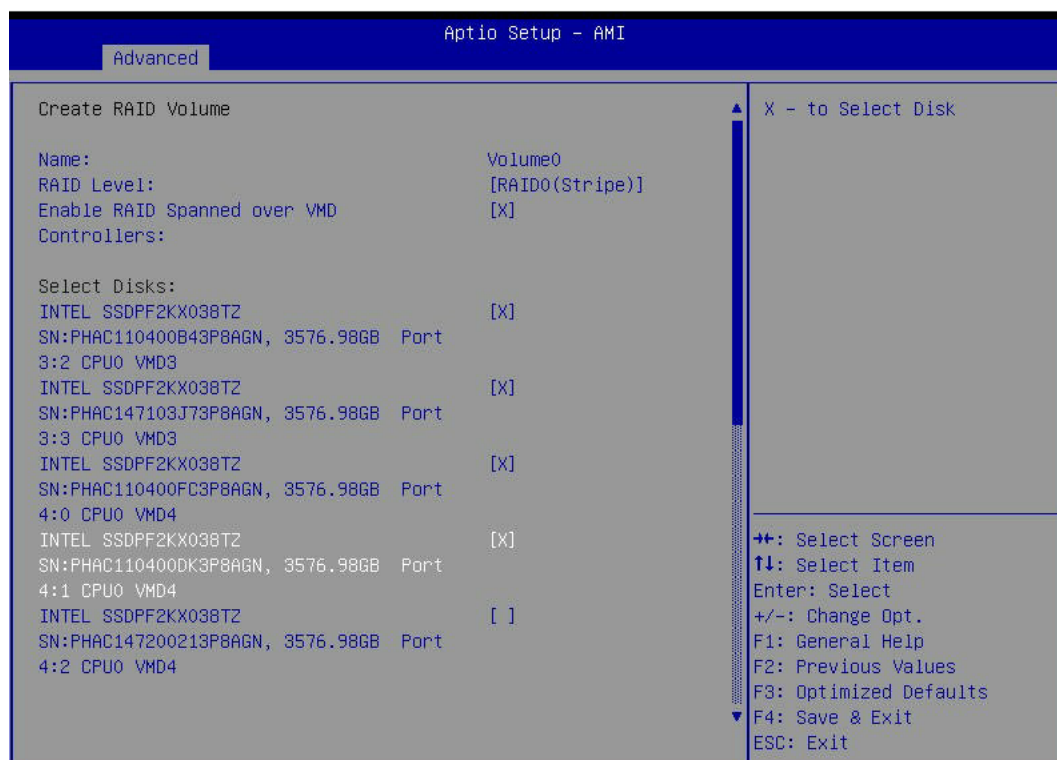 Aptio Setup – AMI
Advanced
Create RAID Volume
Name: Volume0
RAID Level: [RAID0(Stripe)]
Enable RAID Spanned over VMD [X]
Controllers:
Select Disks:
INTEL SSDPF2KX038TZ [X]
SN:PHAC110400B43P8AGN, 3576.98GB Port
3:2 CPU0 VMD3
INTEL SSDPF2KX038TZ [X]
SN:PHAC147103J73P8AGN, 3576.98GB Port
3:3 CPU0 VMD3
INTEL SSDPF2KX038TZ [X]
SN:PHAC110400FC3P8AGN, 3576.98GB Port
4:0 CPU0 VMD4
INTEL SSDPF2KX038TZ [X]
SN:PHAC110400DK3P8AGN, 3576.98GB Port
4:1 CPU0 VMD4
INTEL SSDPF2KX038TZ [ ]
SN:PHAC147200213P8AGN, 3576.98GB Port
4:2 CPU0 VMD4
X – to Select Disk
→←: Select Screen
↑↓: Select Item
Enter: Select
+/-: Change Opt.
F1: General Help
F2: Previous Values
F3: Optimized Defaults
F4: Save & Exit
ESC: Exit